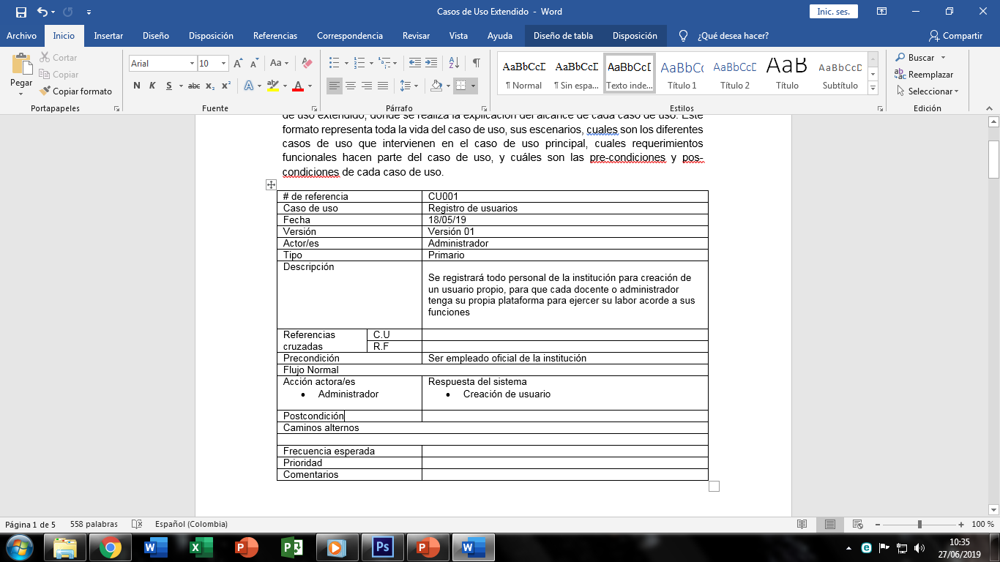 Casos de Uso Extendido - Word
Inic. ses.
Archivo Inicio Insertar Diseño Disposición Referencias Correspondencia Revisar Vista Ayuda Diseño de tabla Disposición ¿Qué desea hacer? Compartir
Pegar
Cortar
Copiar
Copiar formato
Portapapeles
Arial 10 A A Aa
N K S abc x₂ x² A aby A
Fuente
Párrafo
AaBbCcD AaBbCcD AaBbCcD AaBbCc AaBbCcD AaB AaBbCcD
¶ Normal ¶ Sin espa... Texto inde... Título 1 Título 2 Título Subtítulo
Estilos
Buscar
Reemplazar
Seleccionar
Edición
de uso extendido, donde se realiza la explicación del alcance de cada caso de uso. Este
formato representa toda la vida del caso de uso, sus escenarios, cuales son los diferentes
casos de uso que intervienen en el caso de uso principal, cuales requerimientos
funcionales hacen parte del caso de uso, y cuáles son las pre-condiciones y pos-
condiciones de cada caso de uso.
# de referencia CU001
Caso de uso Registro de usuarios
Fecha 18/05/19
Versión Versión 01
Actor/es Administrador
Tipo Primario
Descripción
Se registrará todo personal de la institución para creación de
un usuario propio, para que cada docente o administrador
tenga su propia plataforma para ejercer su labor acorde a sus
funciones
Referencias C.U
cruzadas R.F
Precondición Ser empleado oficial de la institución
Flujo Normal
Acción actora/es Respuesta del sistema
• Administrador • Creación de usuario
Postcondición
Caminos alternos
Frecuencia esperada
Prioridad
Comentarios
Página 1 de 5 558 palabras Español (Colombia) 100 %
10:35
27/06/2019